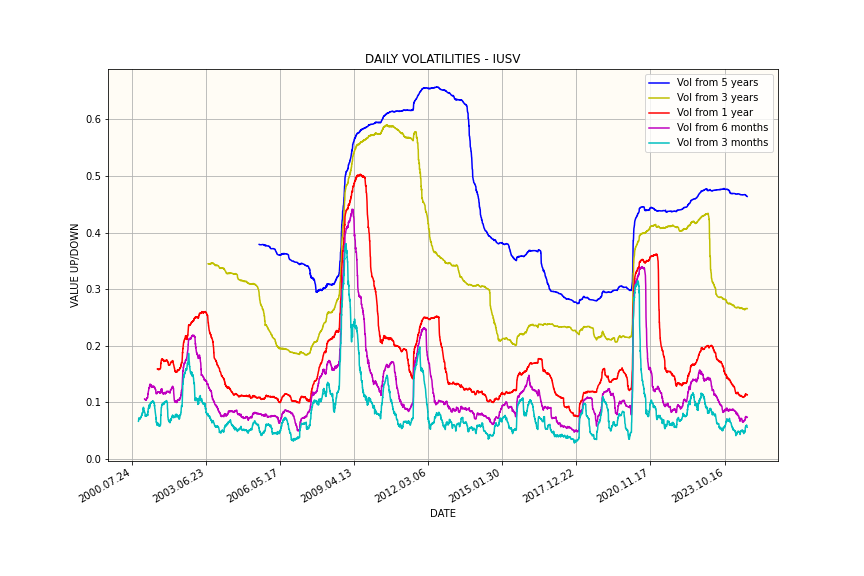 DAILY VOLATILITIES - IUSV
Vol from 5 years
Vol from 3 years
Vol from 1 year
Vol from 6 months
Vol from 3 months
VALUE UP/DOWN
0.6
0.5
0.4
0.3
0.2
0.1
0.0
2000.07.24
2003.06.23
2006.05.17
2009.04.13
2012.03.06
2015.01.30
2017.12.22
2020.11.17
2023.10.16
DATE